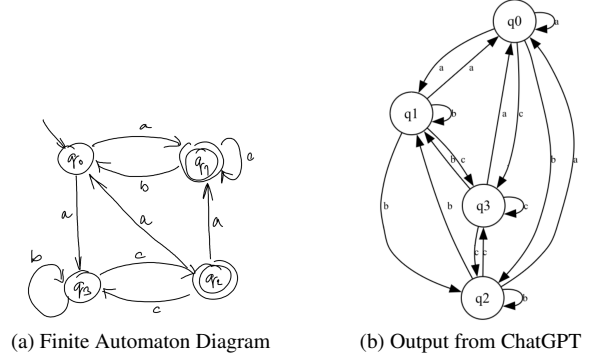 a
q₀
q₁
b
a
a
a
b
c
q₃
q₂
c
(a) Finite Automaton Diagram
q0
a
a
a
q1
b
a
c
b
c
b
a
q3
c
b
b
c
c
q2
b
(b) Output from ChatGPT